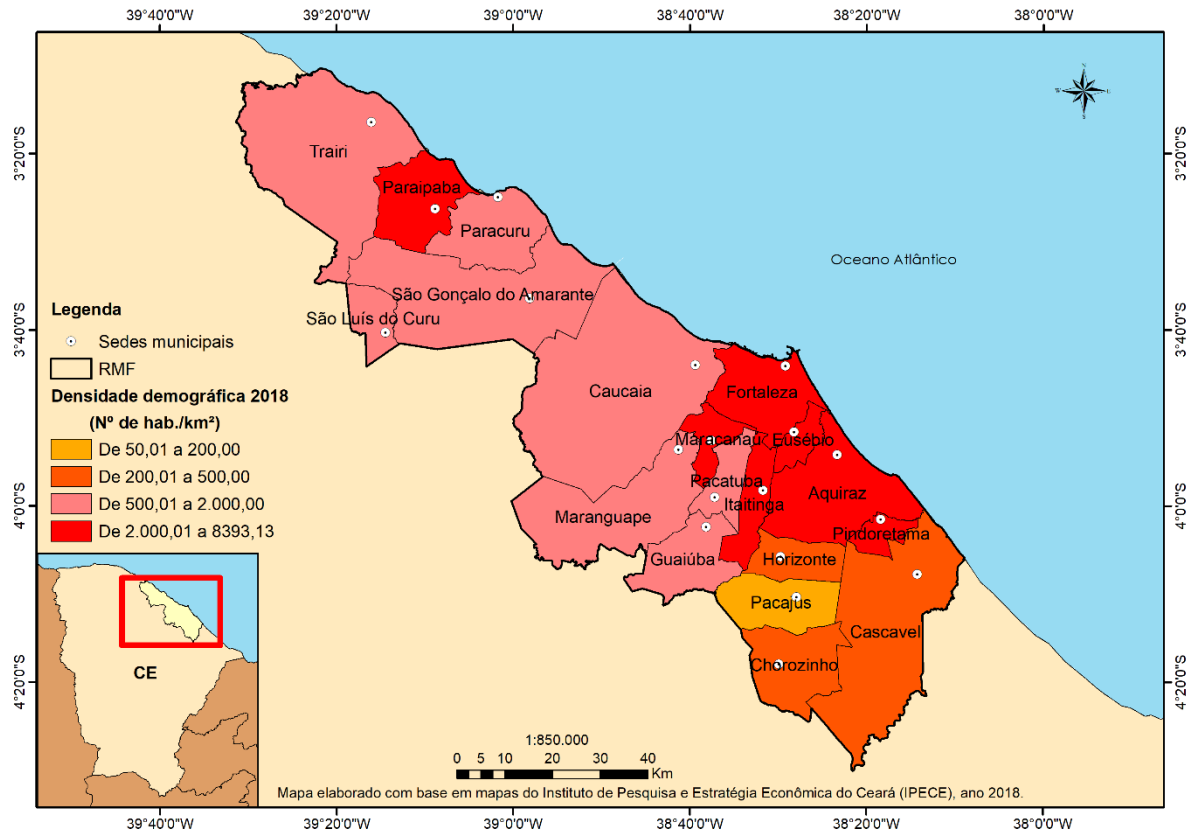 39°40'0"W 39°20'0"W 39°0'0"W 38°40'0"W 38°20'0"W 38°0'0"W
N
W E
S
3°20'0"S 3°20'0"S
Trairi
Paraipaba
Paracuru
Oceano Atlântico
São Gonçalo do Amarante
São Luís do Curu
3°40'0"S 3°40'0"S
Caucaia
Fortaleza
Maracanaú Eusébio
Pacatuba
Itaitinga
Aquiraz
4°0'0"S 4°0'0"S
Maranguape
Pindoretama
Guaiúba
Horizonte
Pacajus
Cascavel
Chorozinho
4°20'0"S 4°20'0"S
Legenda
Sedes municipais
RMF
Densidade demográfica 2018
(Nº de hab./km²)
De 50,01 a 200,00
De 200,01 a 500,00
De 500,01 a 2.000,00
De 2.000,01 a 8393,13
CE
1:850.000
0 5 10 20 30 40
Km
Mapa elaborado com base em mapas do Instituto de Pesquisa e Estratégia Econômica do Ceará (IPECE), ano 2018.
39°40'0"W 39°20'0"W 39°0'0"W 38°40'0"W 38°20'0"W 38°0'0"W